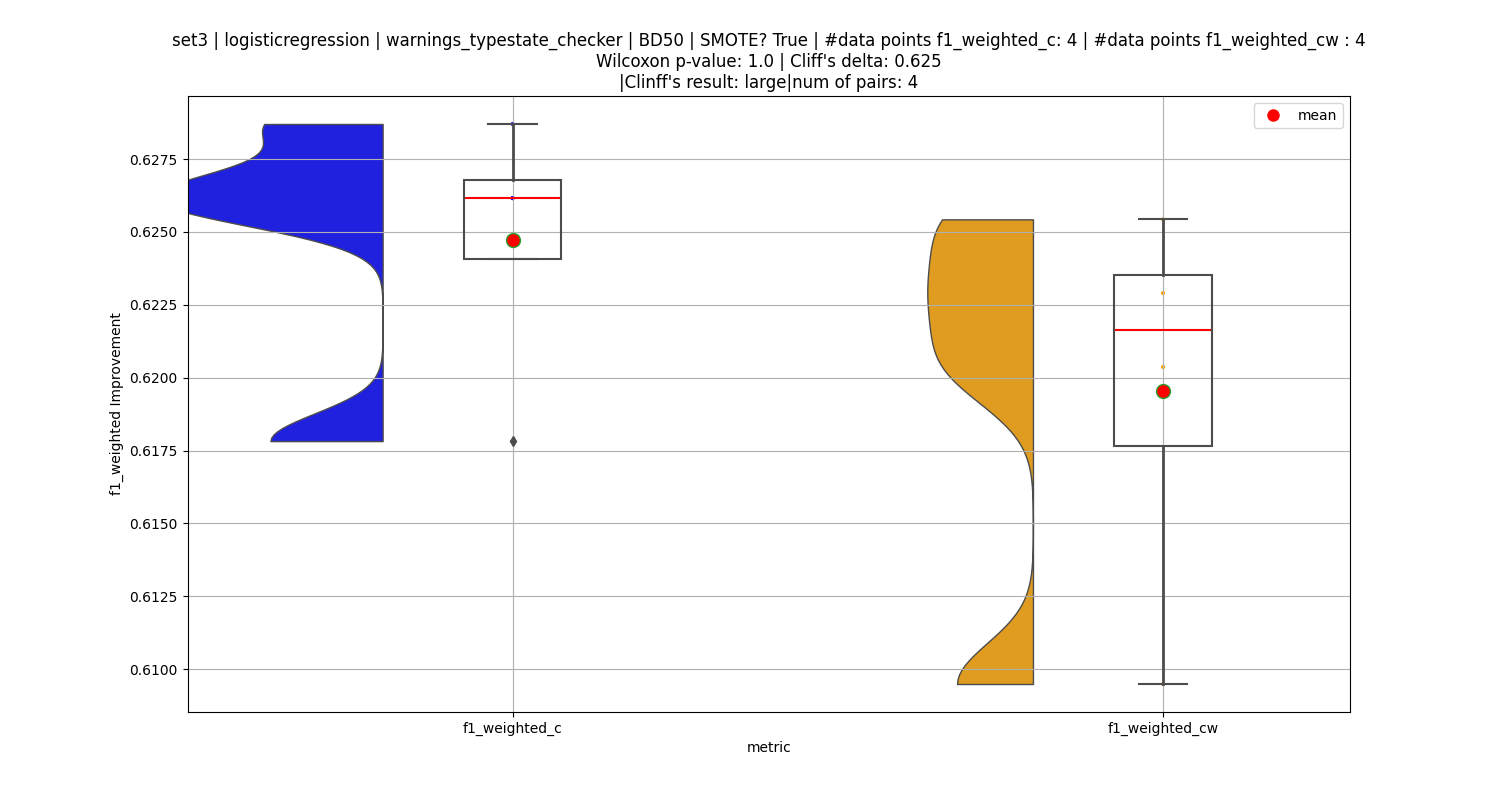 set3 | logisticregression | warnings_typestate_checker | BD50 | SMOTE? True | #data points f1_weighted_c: 4 | #data points f1_weighted_cw : 4
Wilcoxon p-value: 1.0 | Cliff's delta: 0.625
|Clinff's result: large|num of pairs: 4
mean
0.6275
0.6250
0.6225
0.6200
0.6175
0.6150
0.6125
0.6100
f1_weighted Improvement
f1_weighted_c
f1_weighted_cw
metric